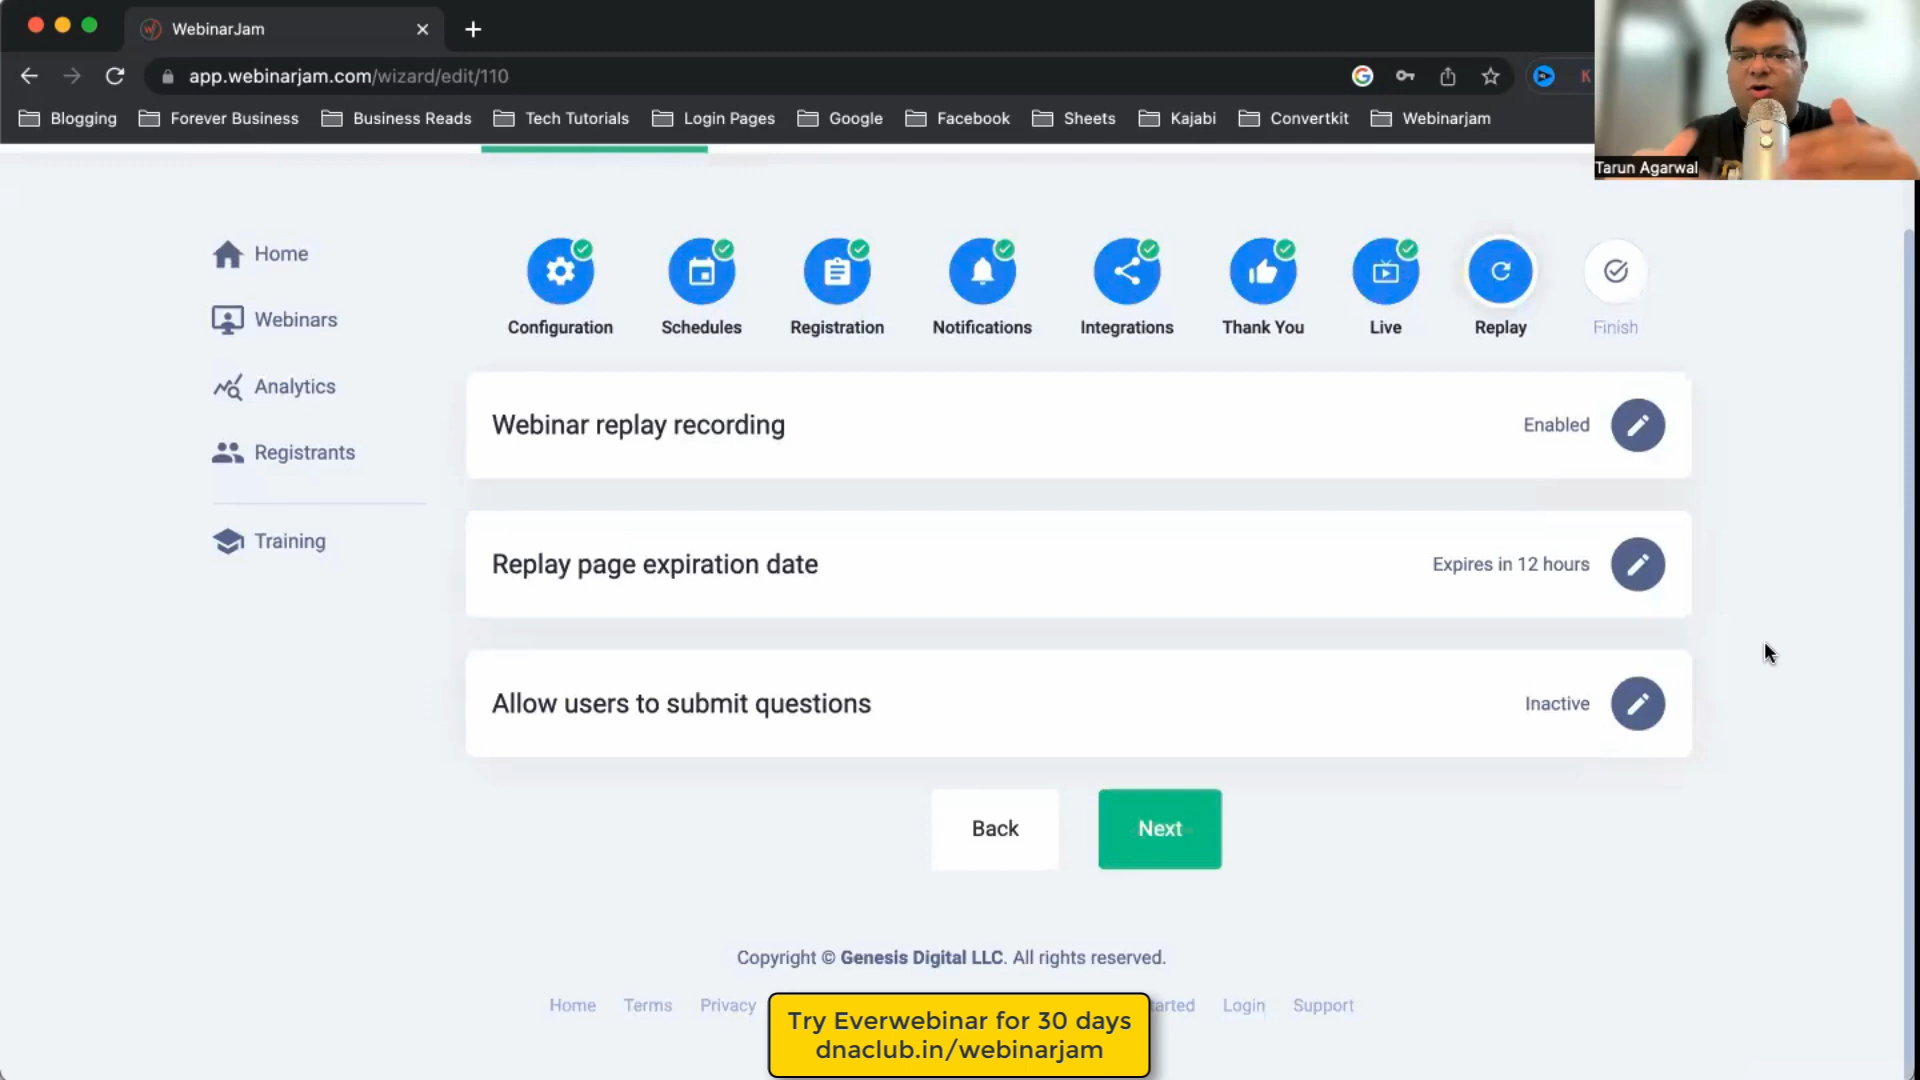 WebinarJam
app.webinarjam.com/wizard/edit/110
Blogging
Forever Business
Business Reads
Tech Tutorials
Login Pages
Google
Facebook
Sheets
Kajabi
Convertkit
Webinarjam
K
Tarun Agarwal
Home
Webinars
Analytics
Registrants
Training
Configuration
Schedules
Registration
Notifications
Integrations
Thank You
Live
Replay
Finish
Webinar replay recording
Enabled
Replay page expiration date
Expires in 12 hours
Allow users to submit questions
Inactive
Back
Next
Copyright © Genesis Digital LLC. All rights reserved.
Home
Terms
Privacy
Login
Support
Try Everwebinar for 30 days
dnaclub.in/webinarjam